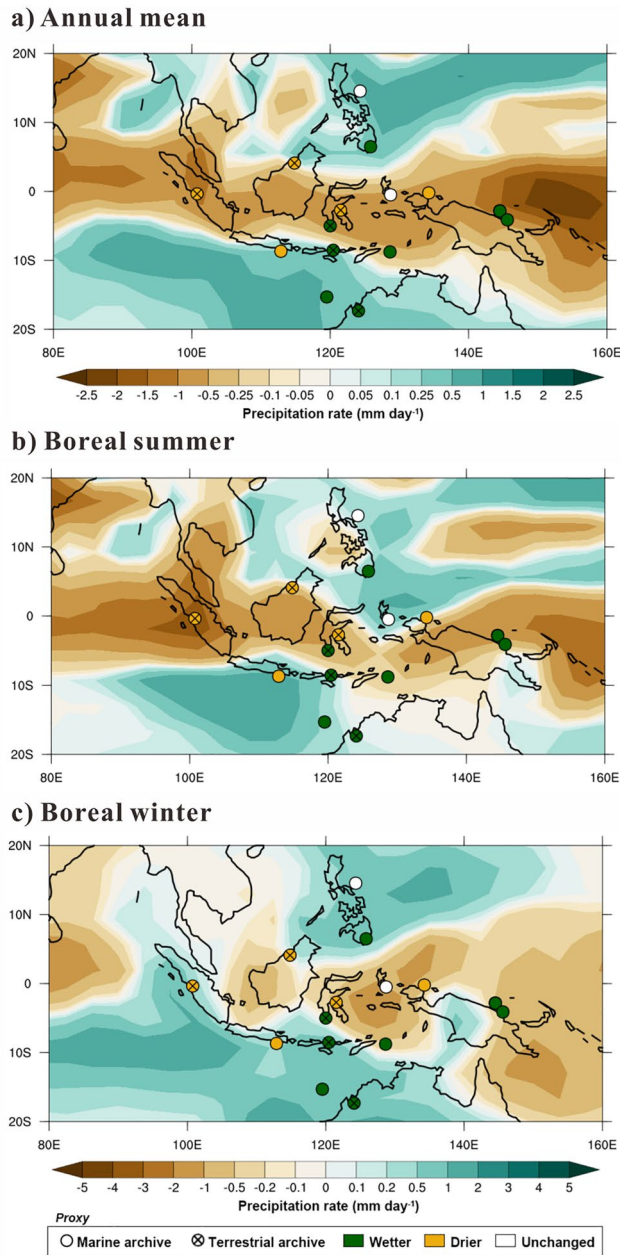 a) Annual mean
20N
10N
0
10S
20S
80E 100E 120E 140E 160E
-2.5 -2 -1.5 -1 -0.5 -0.25 -0.1 -0.05 0 0.05 0.1 0.25 0.5 1 1.5 2 2.5
Precipitation rate (mm day-1)
b) Boreal summer
20N
10N
0
10S
20S
80E 100E 120E 140E 160E
c) Boreal winter
20N
10N
0
10S
20S
80E 100E 120E 140E 160E
-5 -4 -3 -2 -1 -0.5 -0.2 -0.1 0 0.1 0.2 0.5 1 2 3 4 5
Precipitation rate (mm day-1)
Proxy
Marine archive Terrestrial archive Wetter Drier Unchanged